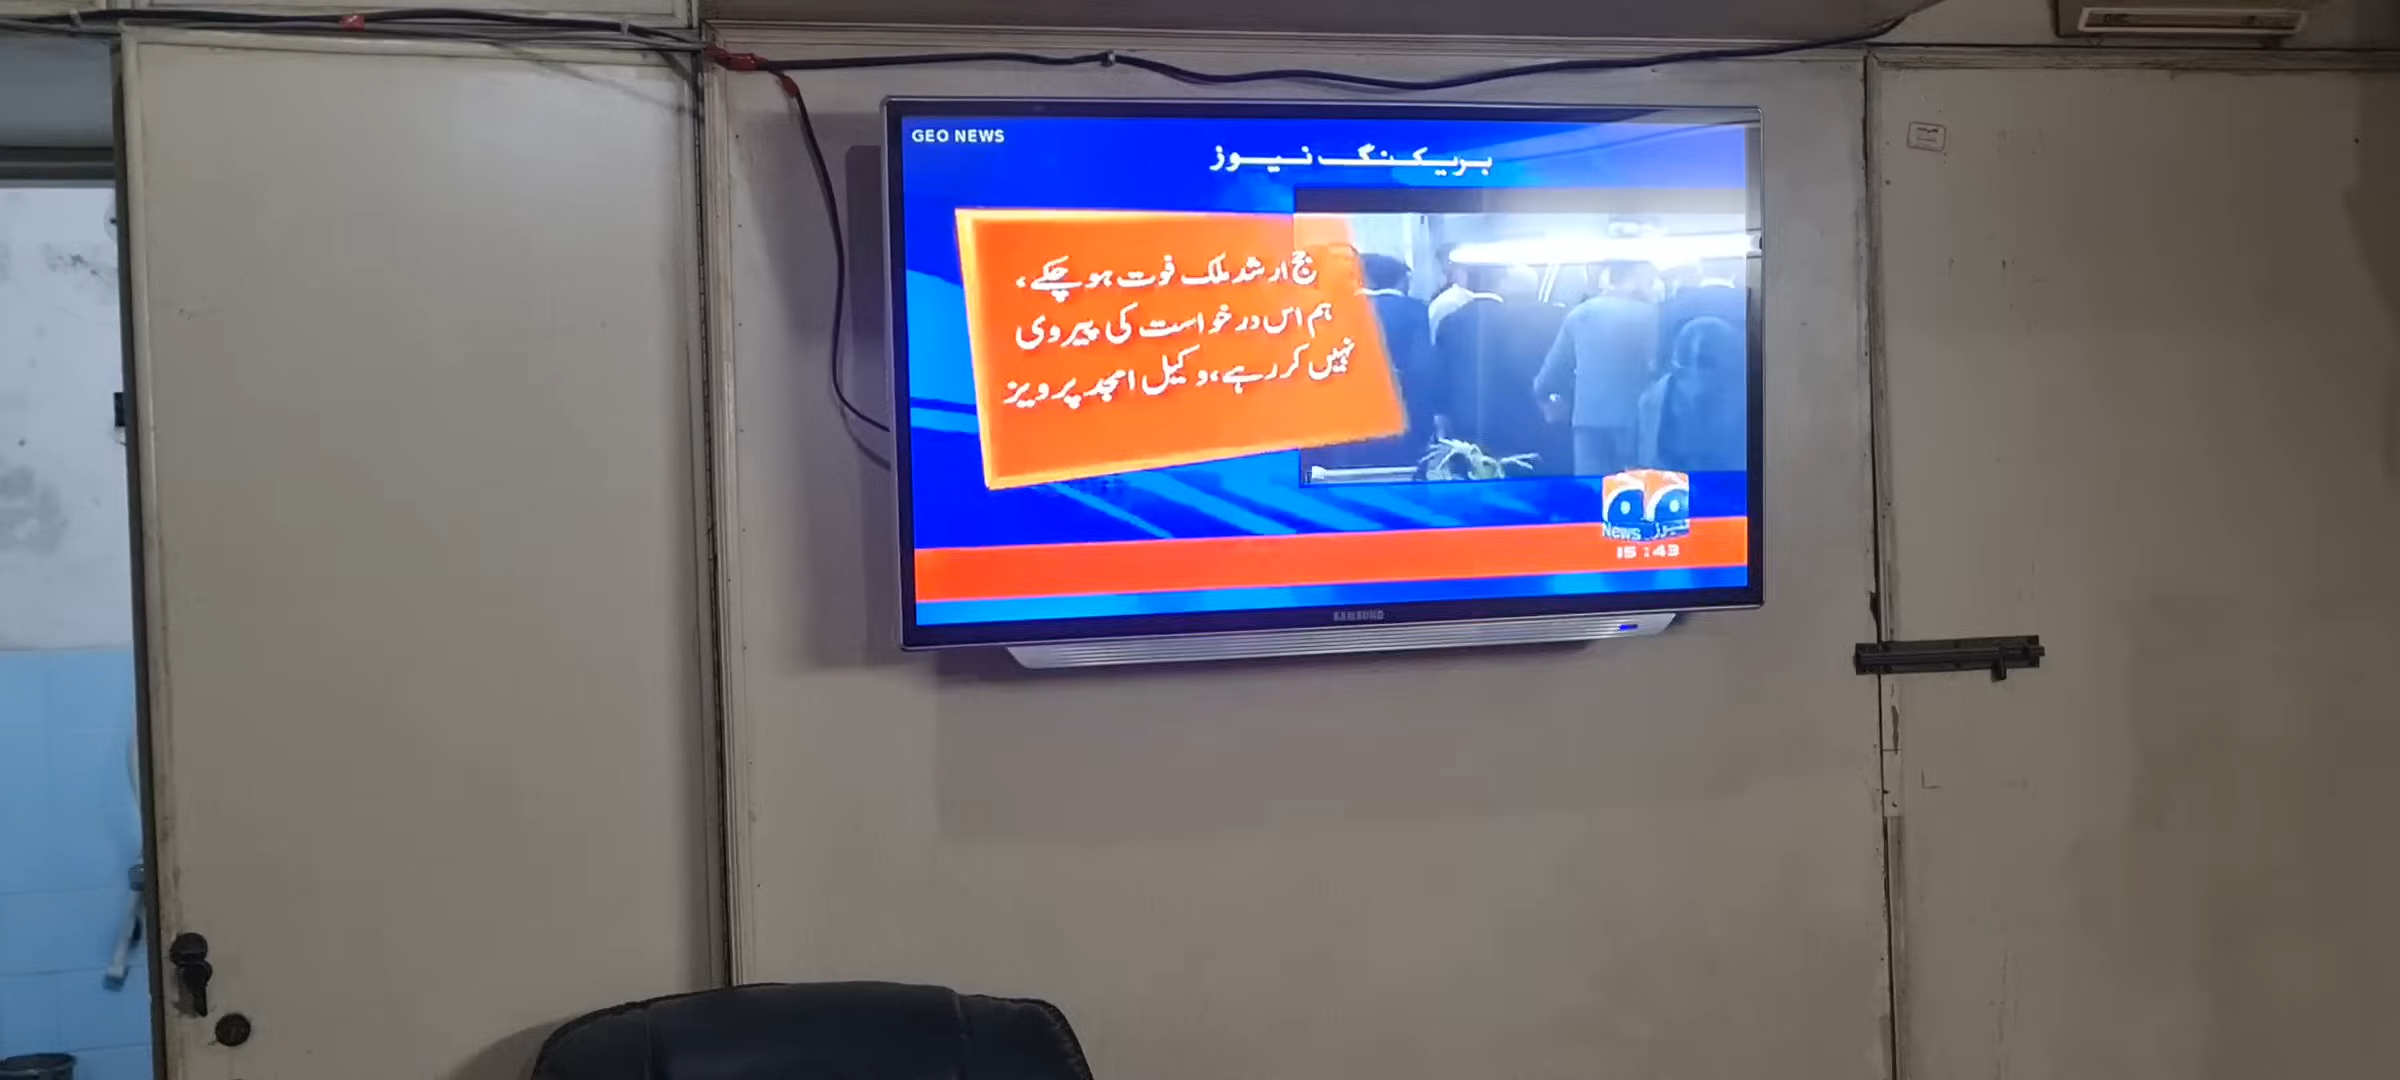 GEO NEWS
بریکنگ نیوز
جج ارشد ملک فوت ہو چکے،
ہم اس درخواست کی پیروی
نہیں کر رہے، وکیل امجد پرویز
News نیوز
15:43
SAMSUNG